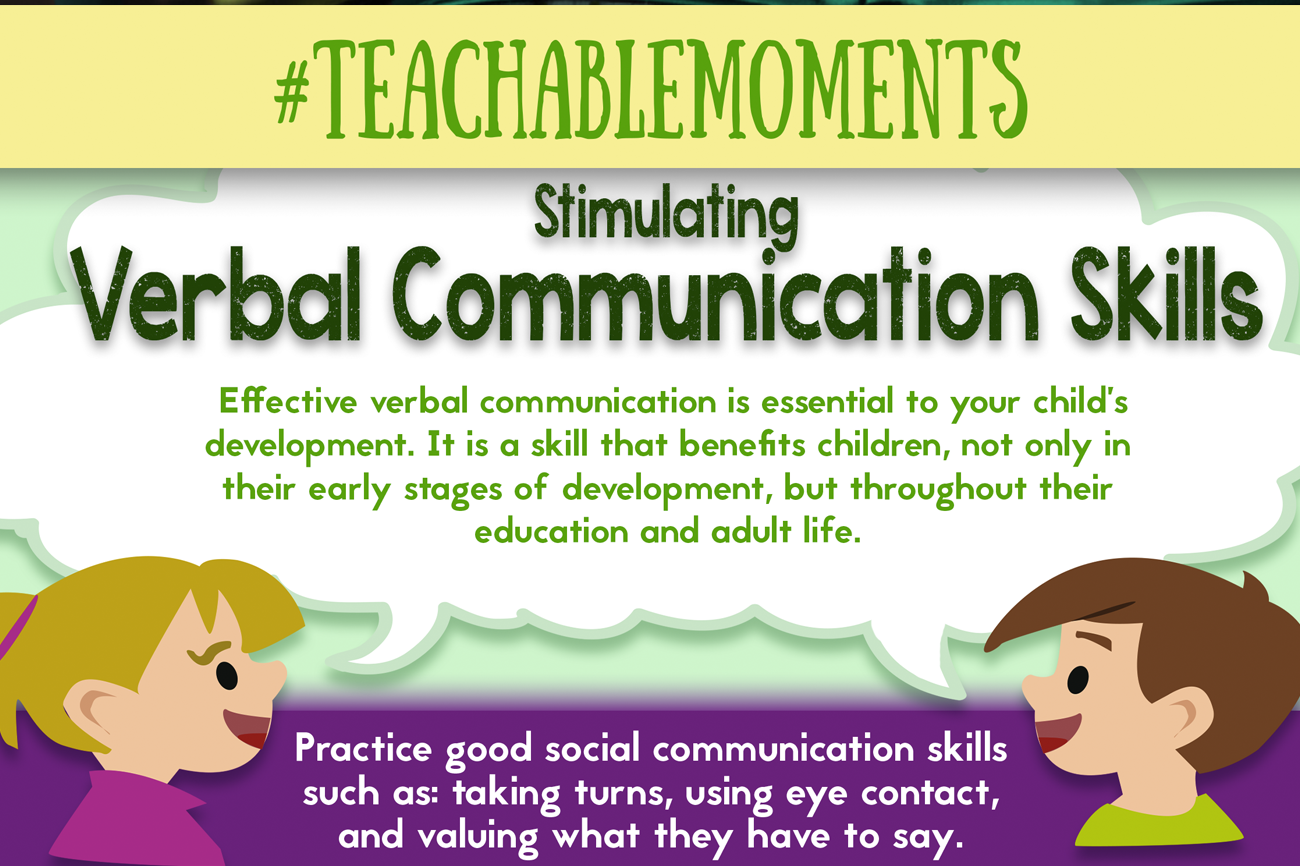 #TEACHABLEMOMENTS
Stimulating
Verbal Communication Skills
Effective verbal communication is essential to your child's
development. It is a skill that benefits children, not only in
their early stages of development, but throughout their
education and adult life.
Practice good social communication skills
such as: taking turns, using eye contact,
and valuing what they have to say.